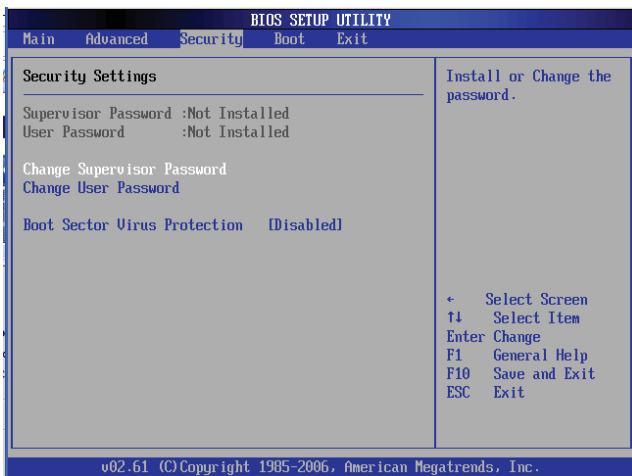 BIOS SETUP UTILITY
Main Advanced Security Boot Exit
Security Settings
Supervisor Password :Not Installed
User Password :Not Installed
Change Supervisor Password
Change User Password
Boot Sector Virus Protection [Disabled]
Install or Change the
password.
← Select Screen
↑↓ Select Item
Enter Change
F1 General Help
F10 Save and Exit
ESC Exit
v02.61 (C)Copyright 1985-2006, American Megatrends, Inc.